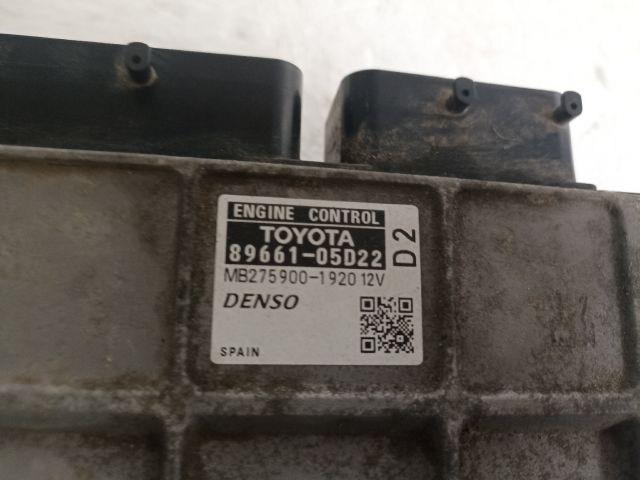 ENGINE CONTROL
TOYOTA
89661-05D22
D2
MB275900-1920 12V
DENSO
SPAIN